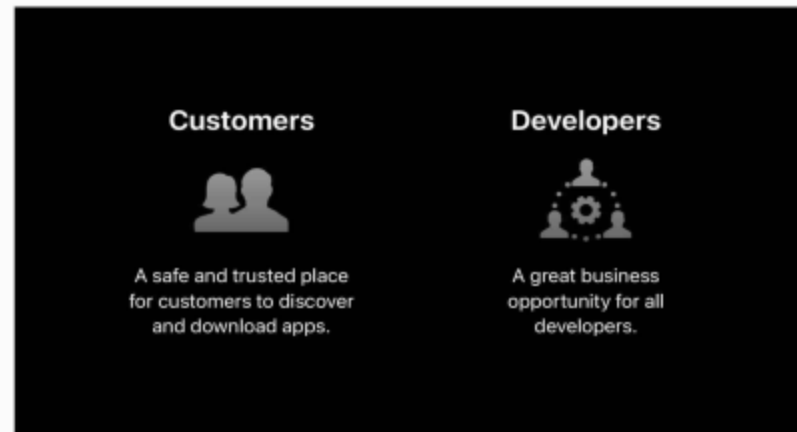 Customers
A safe and trusted place
for customers to discover
and download apps.
Developers
A great business
opportunity for all
developers.